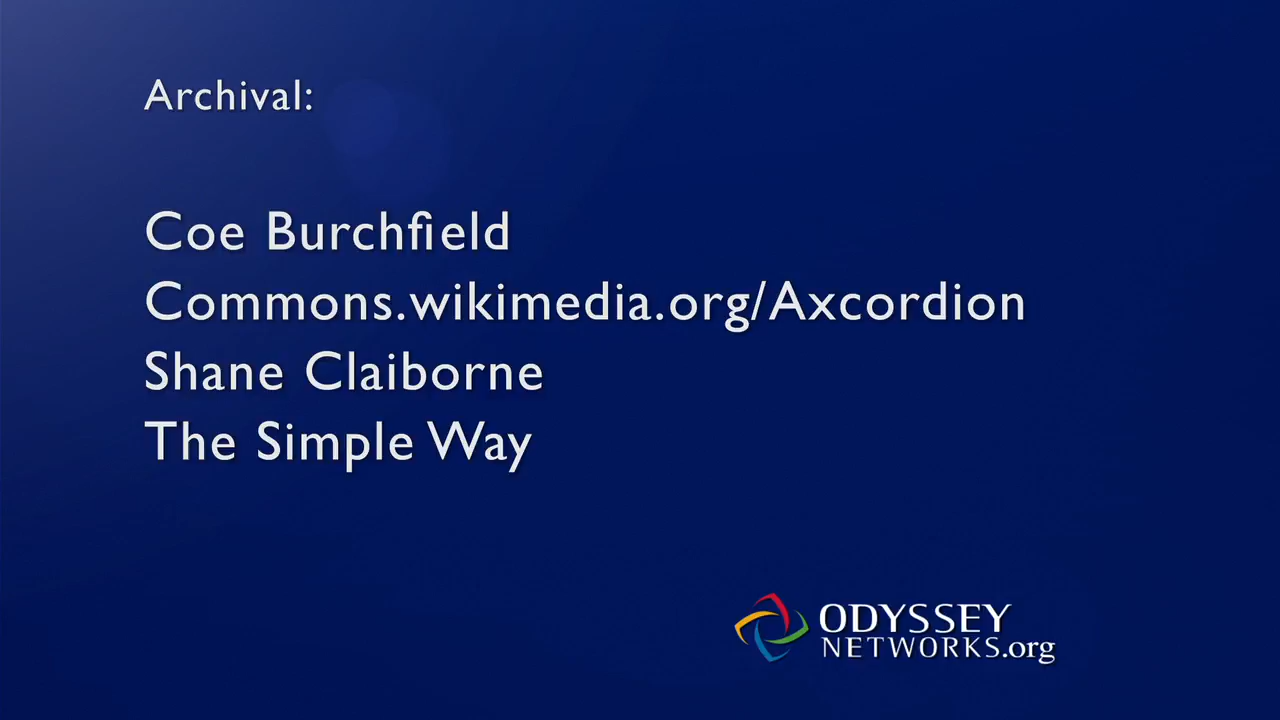 Archival:
Coe Burchfield
Commons.wikimedia.org/Axcordion
Shane Claiborne
The Simple Way
ODYSSEY
NETWORKS.org